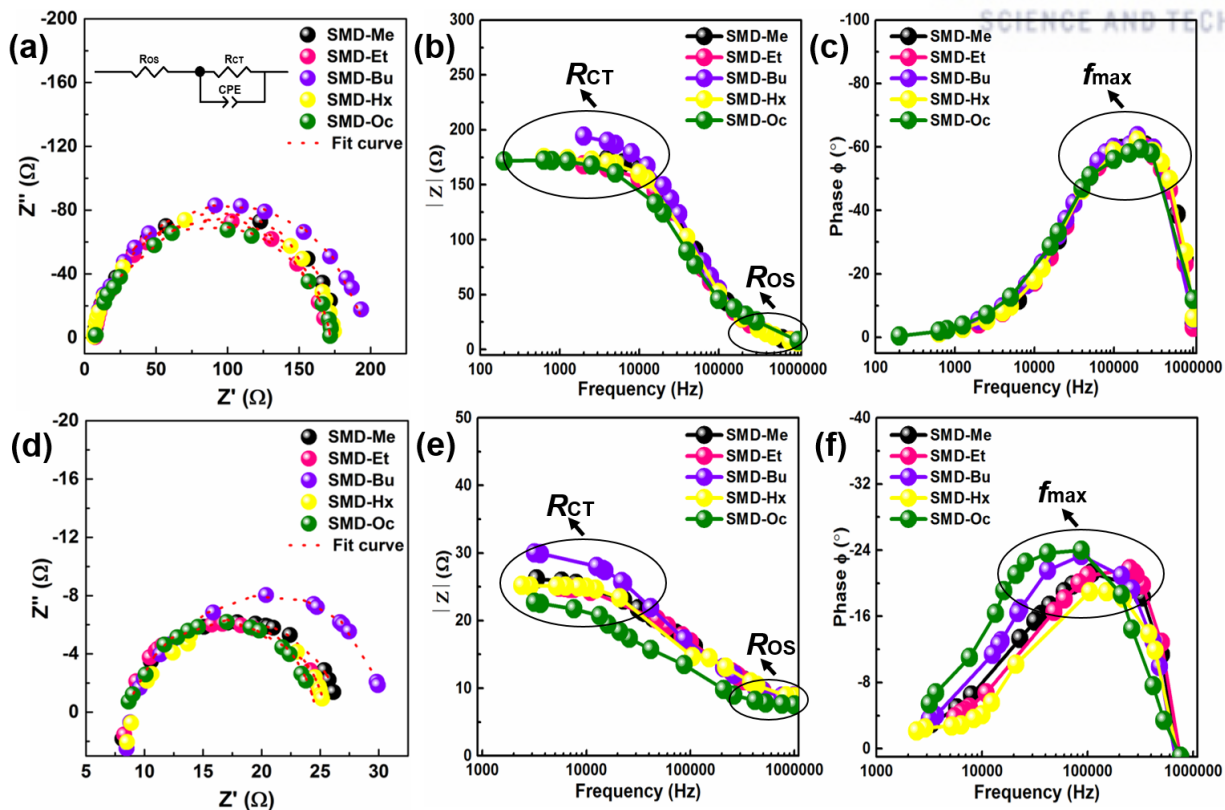 SCIENCE AND TECH
(a)
SMD-Me
SMD-Et
SMD-Bu
SMD-Hx
SMD-Oc
Fit curve
ROS
RCT
CPE
Z'' (Ω)
-200
-160
-120
-80
-40
0
0 50 100 150 200
Z' (Ω)
(b)
SMD-Me
SMD-Et
SMD-Bu
SMD-Hx
SMD-Oc
RCT
ROS
| Z | (Ω)
300
250
200
150
100
50
0
100 1000 10000 100000 1000000
Frequency (Hz)
(c)
SMD-Me
SMD-Et
SMD-Bu
SMD-Hx
SMD-Oc
fmax
Phase ϕ (°)
-100
-80
-60
-40
-20
0
100 1000 10000 100000 1000000
Frequency (Hz)
(d)
SMD-Me
SMD-Et
SMD-Bu
SMD-Hx
SMD-Oc
Fit curve
Z'' (Ω)
-20
-16
-12
-8
-4
0
5 10 15 20 25 30
Z' (Ω)
(e)
SMD-Me
SMD-Et
SMD-Bu
SMD-Hx
SMD-Oc
RCT
ROS
| Z | (Ω)
50
40
30
20
10
0
1000 10000 100000 1000000
Frequency (Hz)
(f)
SMD-Me
SMD-Et
SMD-Bu
SMD-Hx
SMD-Oc
fmax
Phase ϕ (°)
-40
-32
-24
-16
-8
0
1000 10000 100000 1000000
Frequency (Hz)